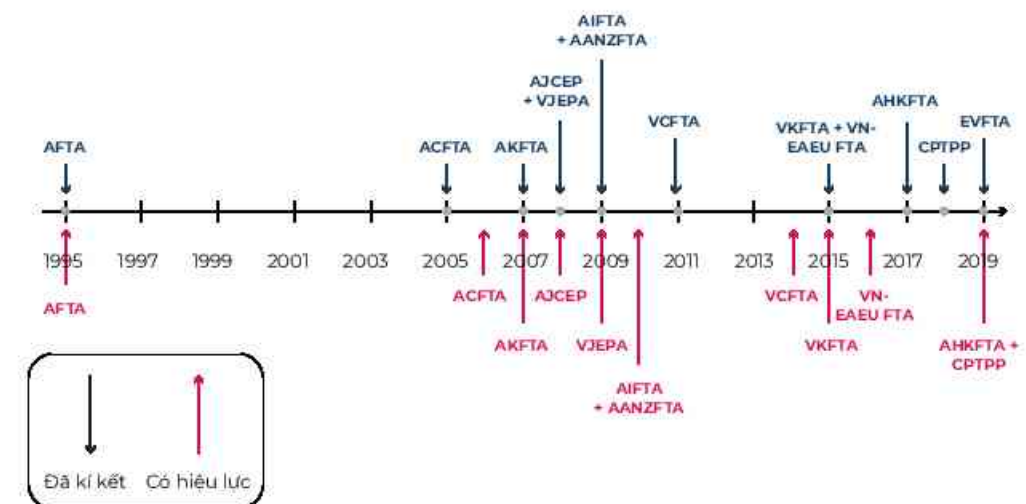 AIFTA
+ AANZFTA
AJCEP
+ VJEPA
AHKFTA
VCFTA
VKFTA + VN-
EAEU FTA
EVFTA
AFTA
ACFTA
AKFTA
CPTPP
1995 1997 1999 2001 2003 2005 2007 2009 2011 2013 2015 2017 2019
AFTA
ACFTA
AJCEP
VCFTA
VN-
EAEU FTA
AKFTA
VJEPA
VKFTA
AHKFTA +
CPTPP
AIFTA
+ AANZFTA
Đã kí kết
Có hiệu lực